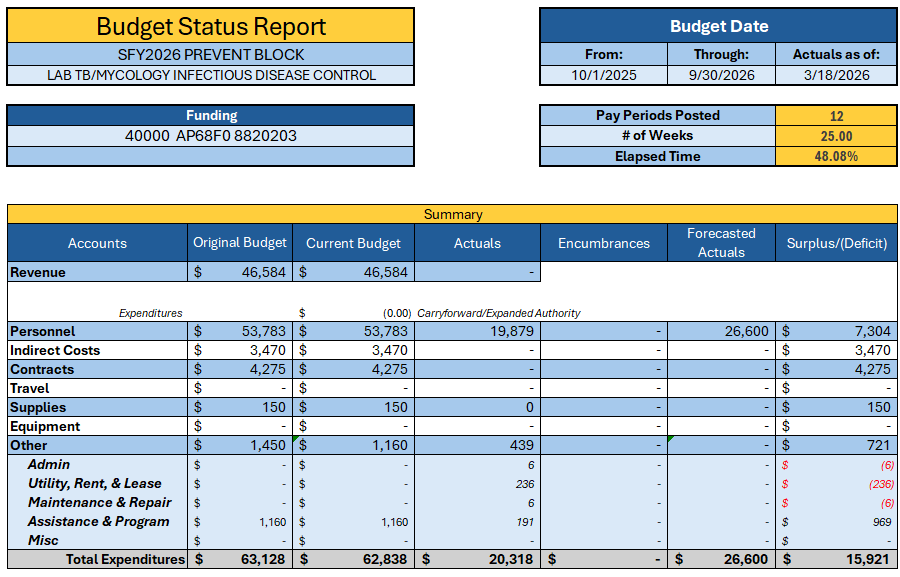 Budget Status Report
SFY2026 PREVENT BLOCK
LAB TB/MYCOLOGY INFECTIOUS DISEASE CONTROL
Budget Date
From: Through: Actuals as of:
10/1/2025 9/30/2026 3/18/2026
Funding
40000 AP68F0 8820203
Pay Periods Posted 12
# of Weeks 25.00
Elapsed Time 48.08%
Summary
Accounts Original Budget Current Budget Actuals Encumbrances Forecasted Actuals Surplus/(Deficit)
Revenue $ 46,584 $ 46,584 -
Expenditures $ (0.00) Carryforward/Expanded Authority
Personnel $ 53,783 $ 53,783 19,879 - 26,600 $ 7,304
Indirect Costs $ 3,470 $ 3,470 - - - $ 3,470
Contracts $ 4,275 $ 4,275 - - - $ 4,275
Travel $ - $ - - - - $ -
Supplies $ 150 $ 150 0 - - $ 150
Equipment $ - $ - - - - $ -
Other $ 1,450 $ 1,160 439 - - $ 721
Admin $ - $ - 6 - - $ (6)
Utility, Rent, & Lease $ - $ - 236 - - $ (236)
Maintenance & Repair $ - $ - 6 - - $ (6)
Assistance & Program $ 1,160 $ 1,160 191 - - $ 969
Misc $ - $ - - - - $ -
Total Expenditures $ 63,128 $ 62,838 $ 20,318 $ - $ 26,600 $ 15,921